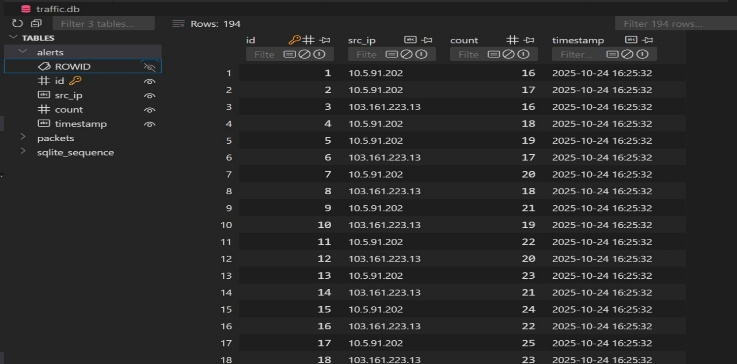 traffic.db
Filter 3 tables...
Rows: 194
Filter 194 rows...
TABLES
alerts
ROWID
id
src_ip
count
timestamp
packets
sqlite_sequence
id src_ip count timestamp
Filte Filte Filte Filter...
1 1 10.5.91.202 16 2025-10-24 16:25:32
2 2 10.5.91.202 17 2025-10-24 16:25:32
3 3 103.161.223.13 16 2025-10-24 16:25:32
4 4 10.5.91.202 18 2025-10-24 16:25:32
5 5 10.5.91.202 19 2025-10-24 16:25:32
6 6 103.161.223.13 17 2025-10-24 16:25:32
7 7 10.5.91.202 20 2025-10-24 16:25:32
8 8 103.161.223.13 18 2025-10-24 16:25:32
9 9 10.5.91.202 21 2025-10-24 16:25:32
10 10 103.161.223.13 19 2025-10-24 16:25:32
11 11 10.5.91.202 22 2025-10-24 16:25:32
12 12 103.161.223.13 20 2025-10-24 16:25:32
13 13 10.5.91.202 23 2025-10-24 16:25:32
14 14 103.161.223.13 21 2025-10-24 16:25:32
15 15 10.5.91.202 24 2025-10-24 16:25:32
16 16 103.161.223.13 22 2025-10-24 16:25:32
17 17 10.5.91.202 25 2025-10-24 16:25:32
18 18 103.161.223.13 23 2025-10-24 16:25:32